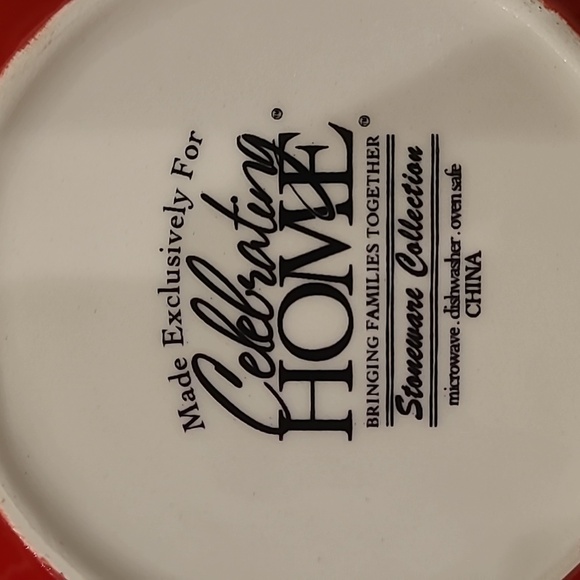 Made Exclusively For
Celebrating®
HOME®
BRINGING FAMILIES TOGETHER
Stoneware Collection
microwave . dishwasher . oven safe
CHINA